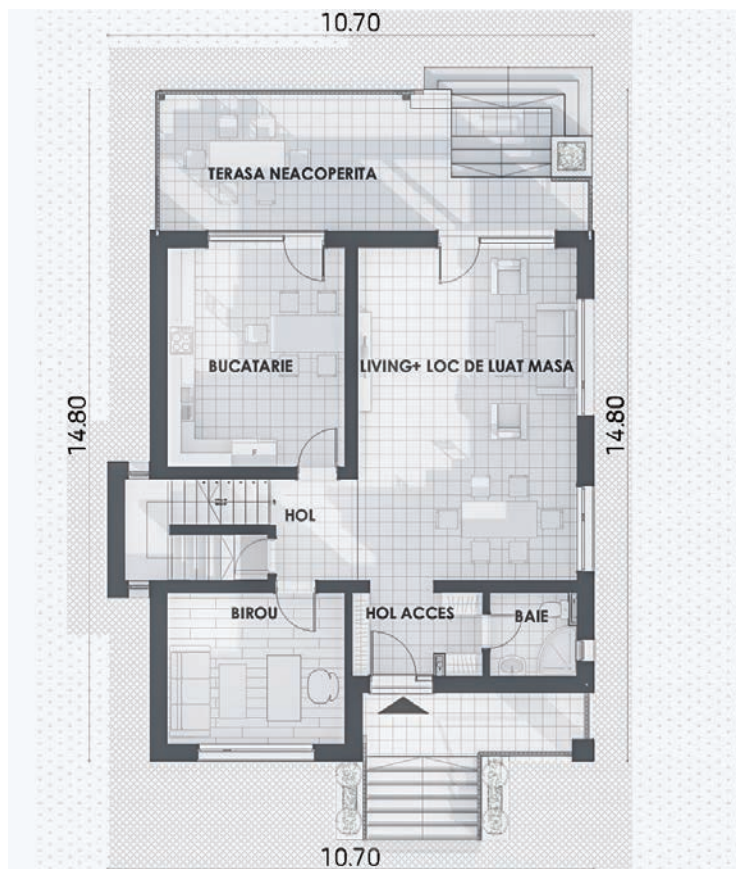 10.70
TERASA NEACOPERITA
BUCATARIE
LIVING+ LOC DE LUAT MASA
14.80
14.80
HOL
BIROU
HOL ACCES
BAIE
10.70